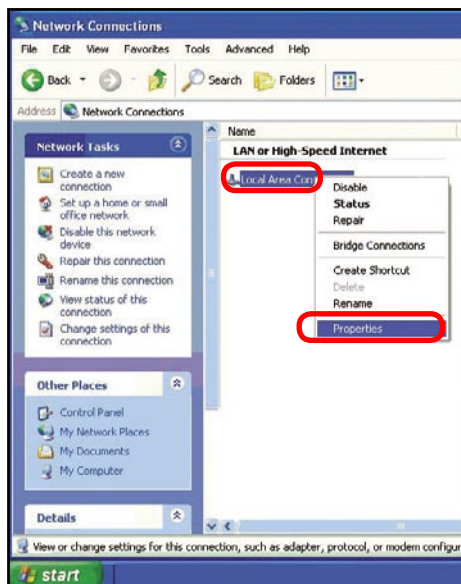 Network Connections
File Edit View Favorites Tools Advanced Help
Back Search Folders
Address Network Connections
Network Tasks
Create a new
connection
Set up a home or small
office network
Disable this network
device
Repair this connection
Rename this connection
View status of this
connection
Change settings of this
connection
Other Places
Control Panel
My Network Places
My Documents
My Computer
Details
Name
LAN or High-Speed Internet
Local Area Con
Disable
Status
Repair
Bridge Connections
Create Shortcut
Delete
Rename
Properties
View or change settings for this connection, such as adapter, protocol, or modem configur
start